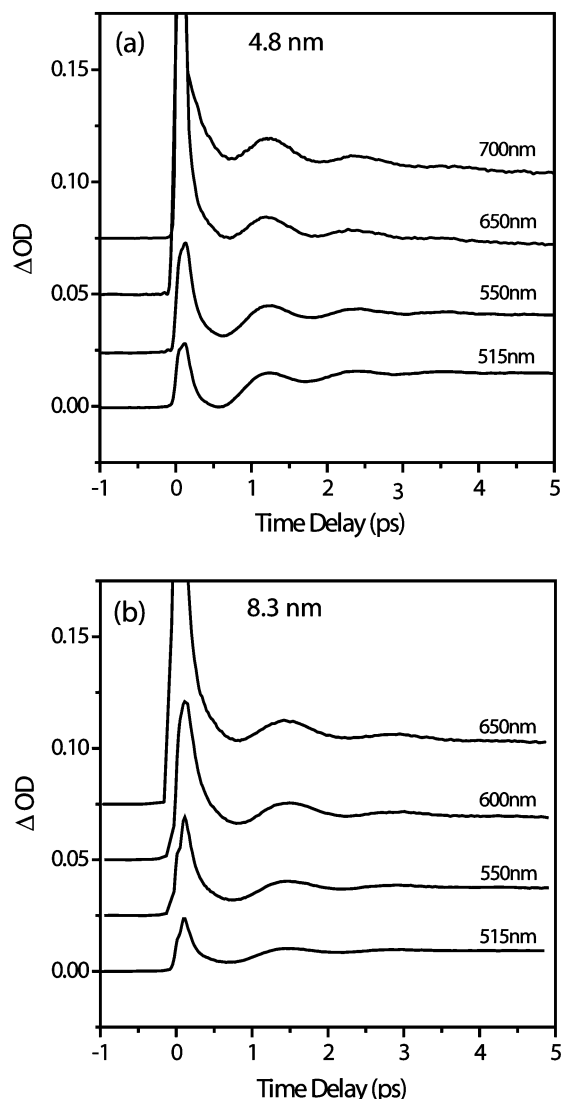 (a) 4.8 nm
0.15
700nm
0.10
650nm
Δ OD
0.05
550nm
515nm
0.00
-1 0 1 2 3 4 5
Time Delay (ps)
(b) 8.3 nm
0.15
650nm
0.10
600nm
Δ OD
0.05
550nm
515nm
0.00
-1 0 1 2 3 4 5
Time Delay (ps)